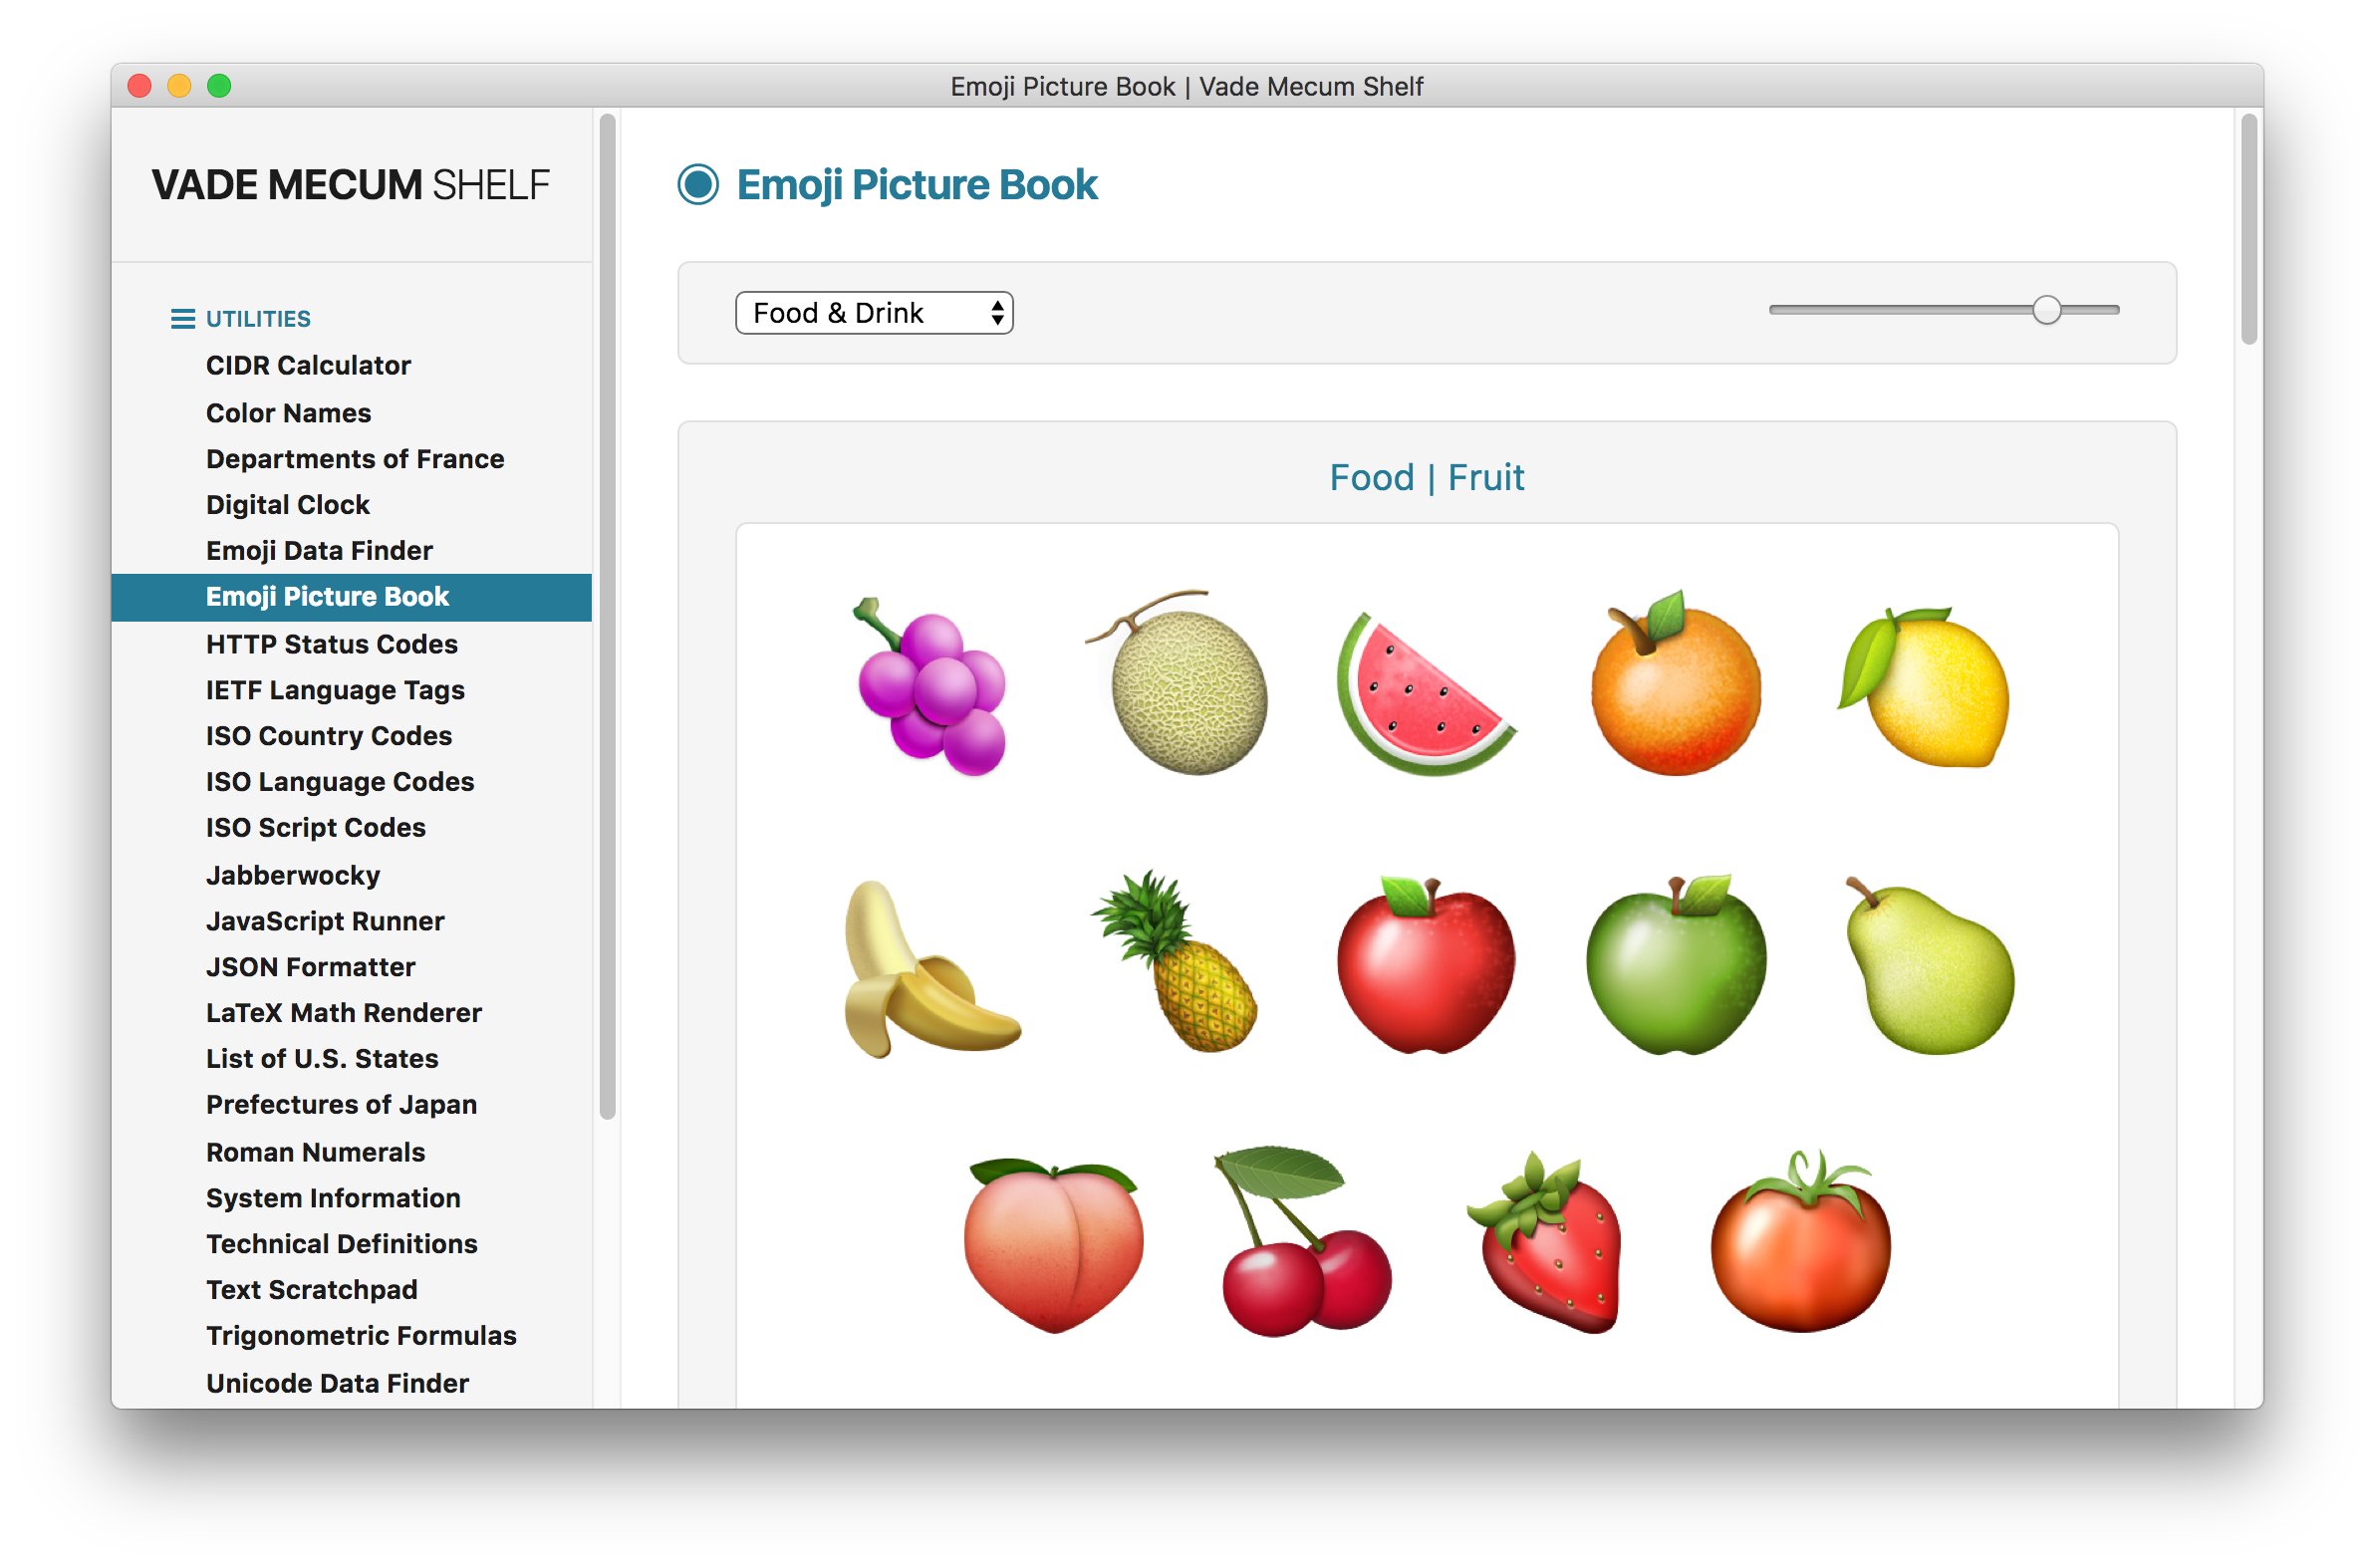 Emoji Picture Book | Vade Mecum Shelf
VADE MECUM SHELF
UTILITIES
CIDR Calculator
Color Names
Departments of France
Digital Clock
Emoji Data Finder
Emoji Picture Book
HTTP Status Codes
IETF Language Tags
ISO Country Codes
ISO Language Codes
ISO Script Codes
Jabberwocky
JavaScript Runner
JSON Formatter
LaTeX Math Renderer
List of U.S. States
Prefectures of Japan
Roman Numerals
System Information
Technical Definitions
Text Scratchpad
Trigonometric Formulas
Unicode Data Finder
Emoji Picture Book
Food & Drink
Food | Fruit